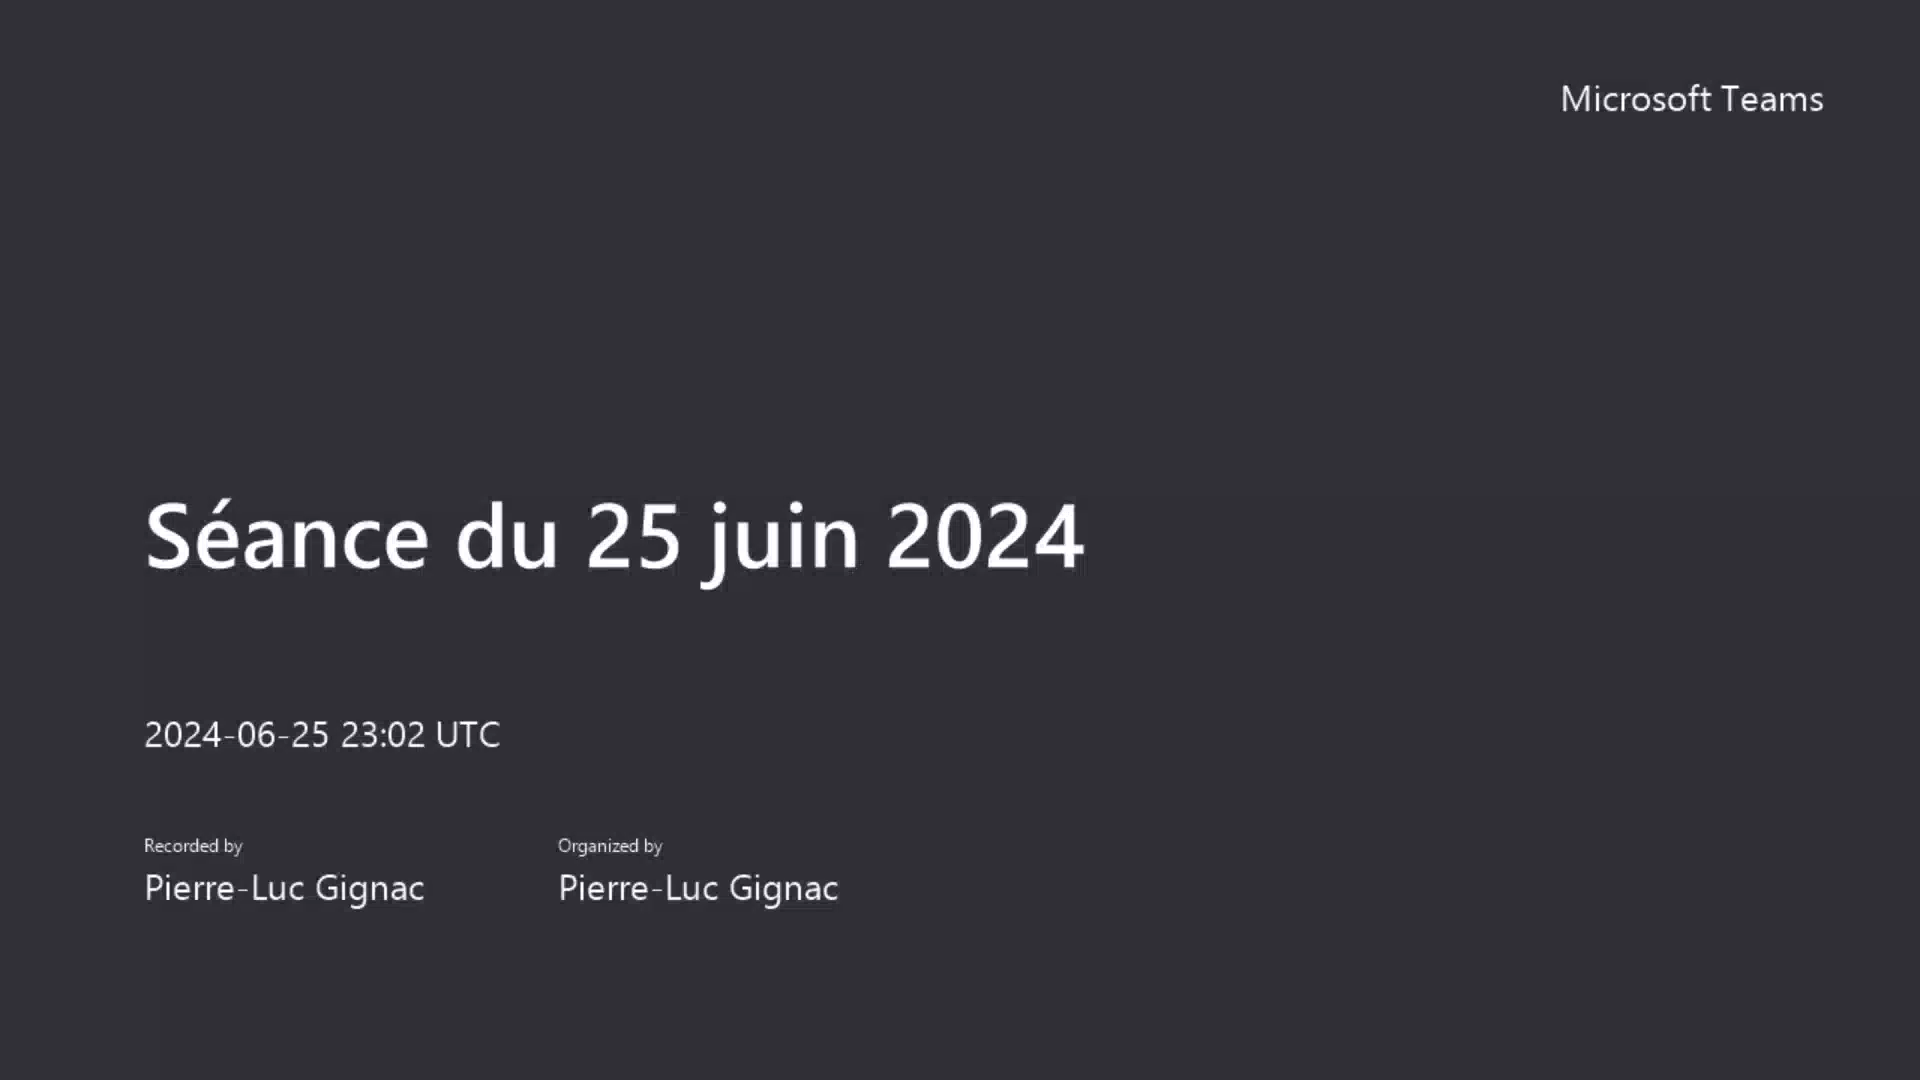 Microsoft Teams
Séance du 25 juin 2024
2024-06-25 23:02 UTC
Recorded by
Pierre-Luc Gignac
Organized by
Pierre-Luc Gignac